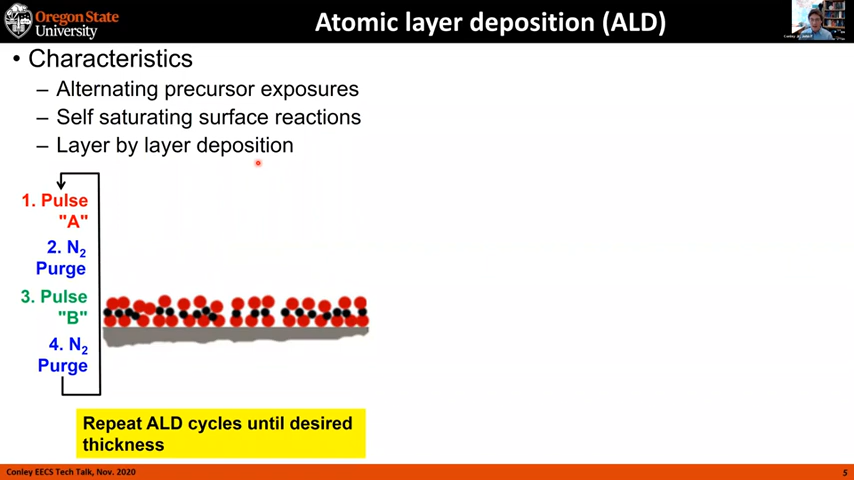 Oregon State
University
Atomic layer deposition (ALD)
• Characteristics
– Alternating precursor exposures
– Self saturating surface reactions
– Layer by layer deposition
1. Pulse
"A"
2. N2
Purge
3. Pulse
"B"
4. N2
Purge
Repeat ALD cycles until desired
thickness
Conley EECS Tech Talk, Nov. 2020
5